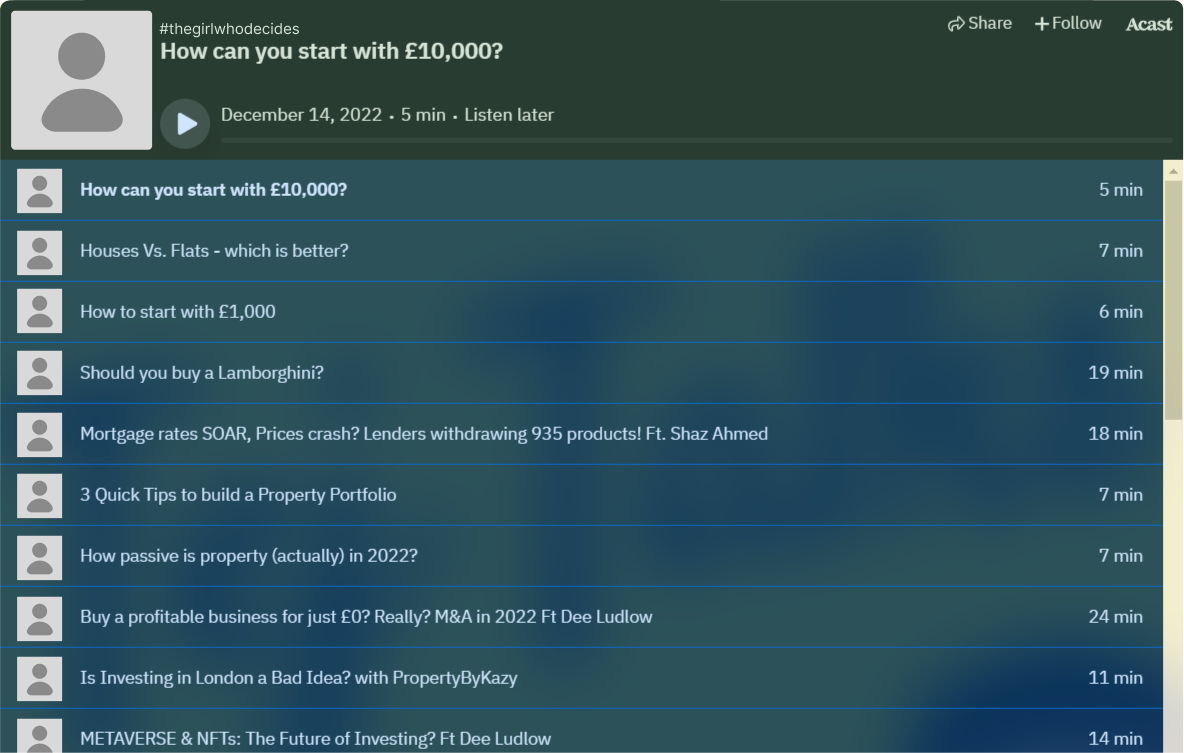 #thegirlwhodecides
Share
Follow
Acast
How can you start with £10,000?
December 14, 2022 • 5 min • Listen later
How can you start with £10,000? 5 min
Houses Vs. Flats - which is better? 7 min
How to start with £1,000 6 min
Should you buy a Lamborghini? 19 min
Mortgage rates SOAR, Prices crash? Lenders withdrawing 935 products! Ft. Shaz Ahmed 18 min
3 Quick Tips to build a Property Portfolio 7 min
How passive is property (actually) in 2022? 7 min
Buy a profitable business for just £0? Really? M&A in 2022 Ft Dee Ludlow 24 min
Is Investing in London a Bad Idea? with PropertyByKazy 11 min
METAVERSE & NFTs: The Future of Investing? Ft Dee Ludlow 14 min